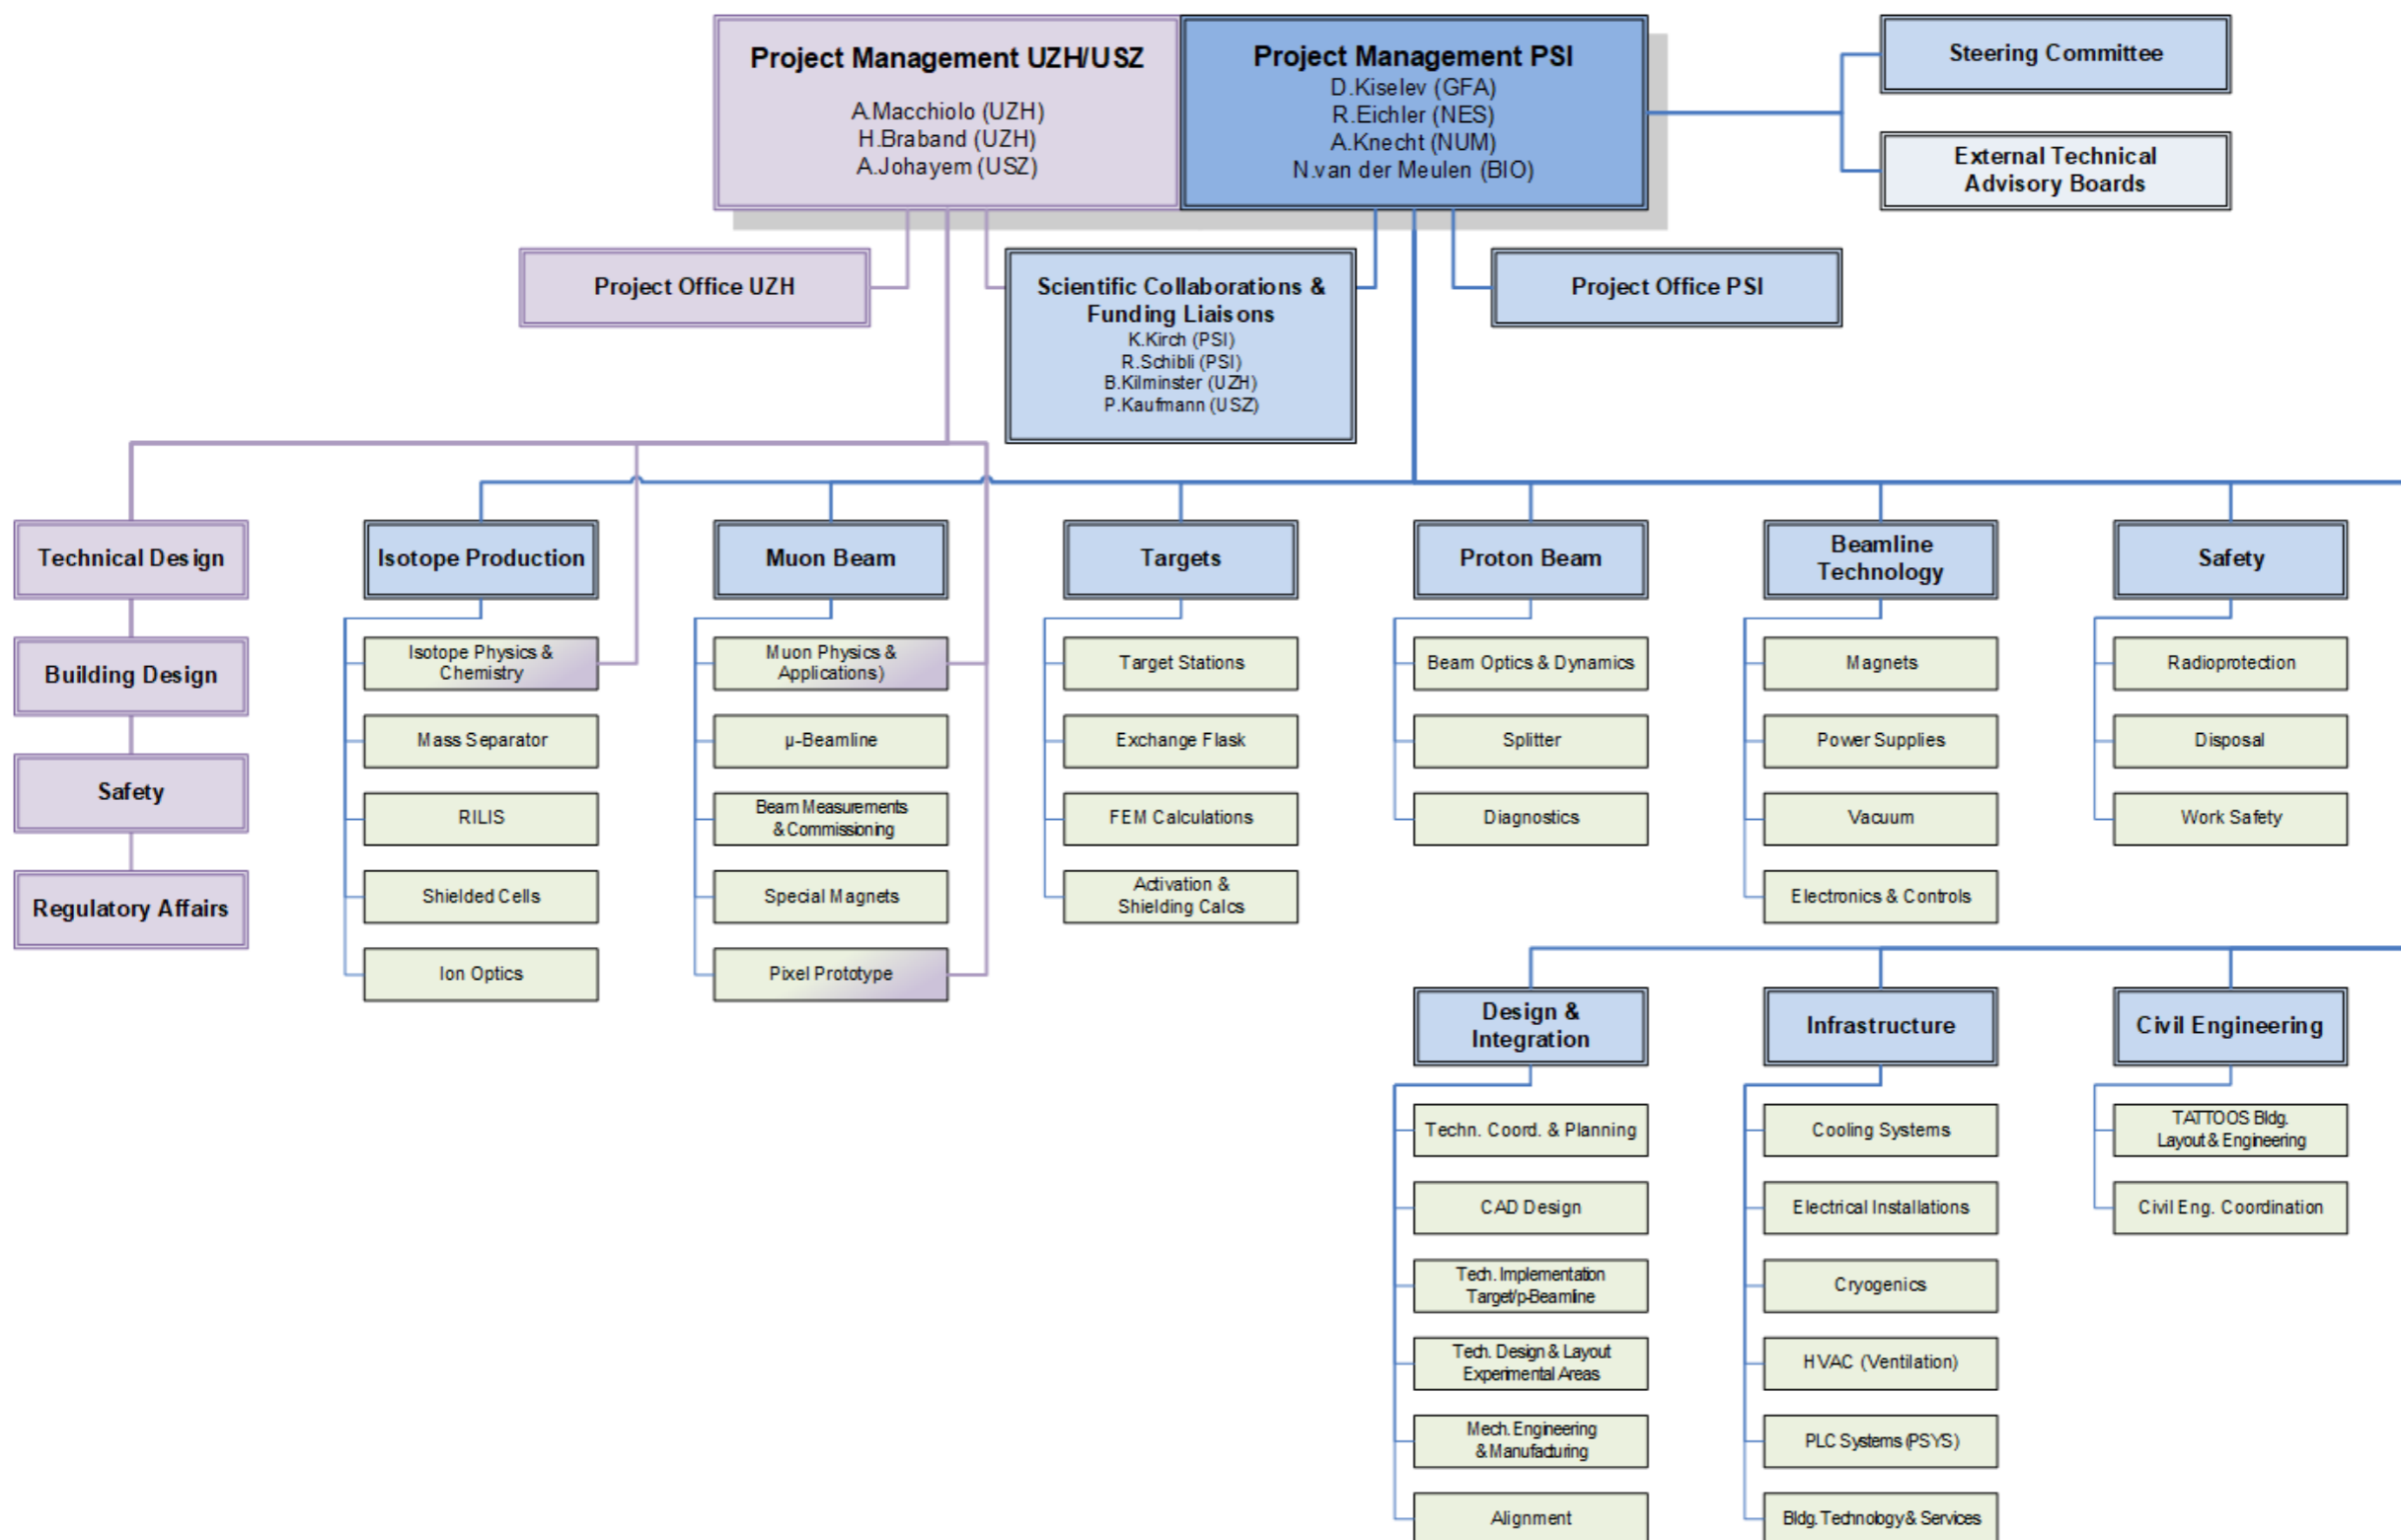 Project Management UZH/USZ
A.Macchiolo (UZH)
H.Braband (UZH)
A.Johayem (USZ)
Project Management PSI
D.Kiselev (GFA)
R.Eichler (NES)
A.Knecht (NUM)
N.van der Meulen (BIO)
Steering Committee
External Technical
Advisory Boards
Project Office UZH
Scientific Collaborations &
Funding Liaisons
K.Kirch (PSI)
R.Schibli (PSI)
B.Kilminster (UZH)
P.Kaufmann (USZ)
Project Office PSI
Technical Design
Building Design
Safety
Regulatory Affairs
Isotope Production
Isotope Physics &
Chemistry
Mass Separator
RILIS
Shielded Cells
Ion Optics
Muon Beam
Muon Physics &
Applications)
µ-Beamline
Beam Measurements
& Commissioning
Special Magnets
Pixel Prototype
Targets
Target Stations
Exchange Flask
FEM Calculations
Activation &
Shielding Calcs
Proton Beam
Beam Optics & Dynamics
Splitter
Diagnostics
Beamline
Technology
Magnets
Power Supplies
Vacuum
Electronics & Controls
Safety
Radioprotection
Disposal
Work Safety
Design &
Integration
Techn. Coord. & Planning
CAD Design
Tech. Implementation
Target/p-Beamline
Tech. Design & Layout
Experimental Areas
Mech. Engineering
& Manufacturing
Alignment
Infrastructure
Cooling Systems
Electrical Installations
Cryogenics
HVAC (Ventilation)
PLC Systems (PSYS)
Bldg. Technology & Services
Civil Engineering
TATTOOS Bldg.
Layout & Engineering
Civil Eng. Coordination